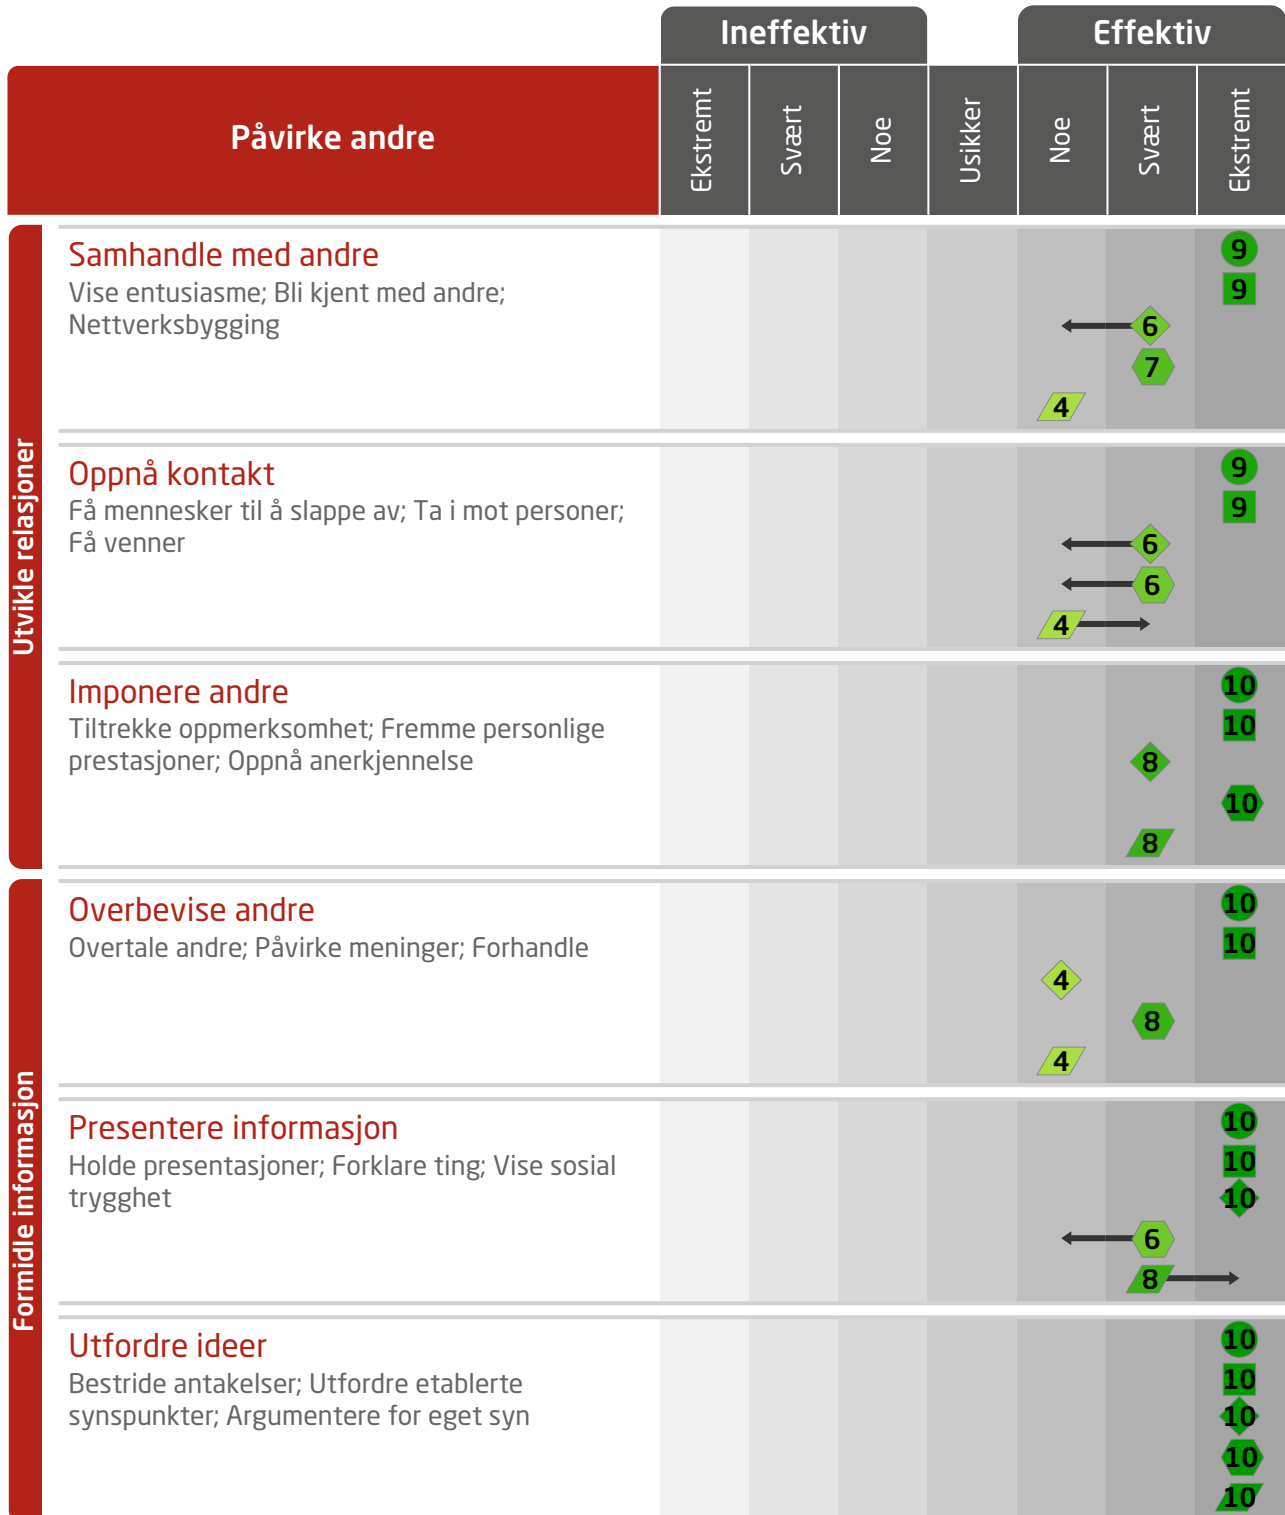 Ineffektiv
Effektiv
Påvirke andre
Ekstremt
Svært
Noe
Usikker
Noe
Svært
Ekstremt
Utvikle relasjoner
Samhandle med andre
Vise entusiasme; Bli kjent med andre;
Nettverksbygging
9
9
6
7
4
Oppnå kontakt
Få mennesker til å slappe av; Ta i mot personer;
Få venner
9
9
6
6
4
Imponere andre
Tiltrekke oppmerksomhet; Fremme personlige
prestasjoner; Oppnå anerkjennelse
10
10
8
10
8
Formidle informasjon
Overbevise andre
Overtale andre; Påvirke meninger; Forhandle
10
10
4
8
4
Presentere informasjon
Holde presentasjoner; Forklare ting; Vise sosial
trygghet
10
10
10
6
8
Utfordre ideer
Bestride antakelser; Utfordre etablerte
synspunkter; Argumentere for eget syn
10
10
10
10
10